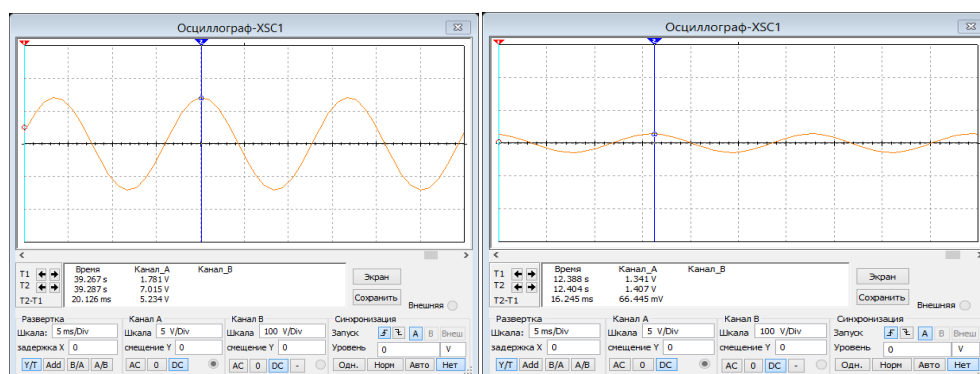 Осциллограф-XSC1
1
2
T1
T2
T2-T1
Время Канал_A Канал_B
39.267 s 1.781 V
39.287 s 7.015 V
20.126 ms 5.234 V
Экран
Сохранить
Внешняя
Развертка
Шкала: 5 ms/Div
задержка X 0
Y/T Add B/A A/B
Канал A
Шкала 5 V/Div
смещение Y 0
AC 0 DC
Канал B
Шкала 100 V/Div
смещение Y 0
AC 0 DC -
Синхронизация
Запуск A B Внеш
Уровень 0 V
Одн. Норм Авто Нет
Осциллограф-XSC1
1
2
T1
T2
T2-T1
Время Канал_A Канал_B
12.388 s 1.341 V
12.404 s 1.407 V
16.245 ms 66.445 mV
Экран
Сохранить
Внешняя
Развертка
Шкала: 5 ms/Div
задержка X 0
Y/T Add B/A A/B
Канал A
Шкала 5 V/Div
смещение Y 0
AC 0 DC
Канал B
Шкала 100 V/Div
смещение Y 0
AC 0 DC -
Синхронизация
Запуск A B Внеш
Уровень 0 V
Одн. Норм Авто Нет